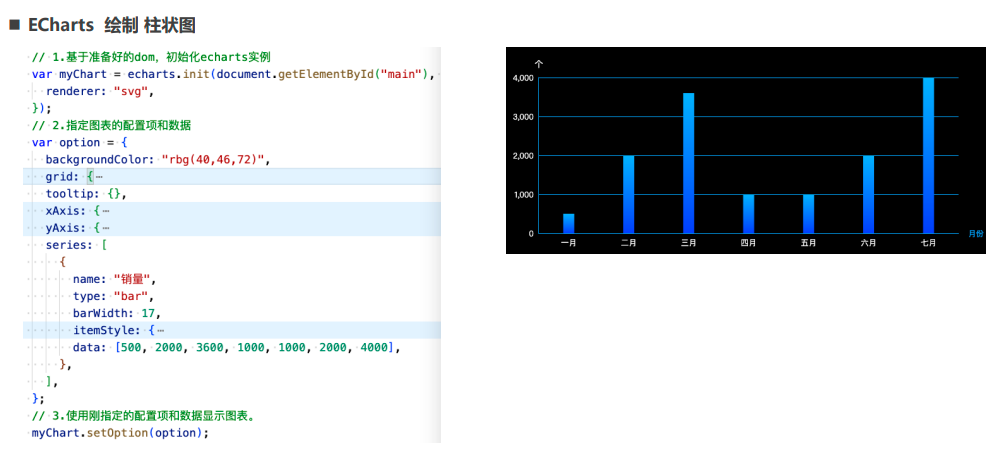 ■ ECharts 绘制 柱状图
// 1.基于准备好的dom，初始化echarts实例
var myChart = echarts.init(document.getElementById("main"),
renderer: "svg",
});
// 2.指定图表的配置项和数据
var option = {
backgroundColor: "rbg(40,46,72)",
grid: {⋯
tooltip: {},
xAxis: {⋯
yAxis: {⋯
series: [
{
name: "销量",
type: "bar",
barWidth: 17,
itemStyle: {⋯
data: [500, 2000, 3600, 1000, 1000, 2000, 4000],
},
],
};
// 3.使用刚指定的配置项和数据显示图表。
myChart.setOption(option);
个
4,000
3,000
2,000
1,000
0
一月 二月 三月 四月 五月 六月 七月
月份